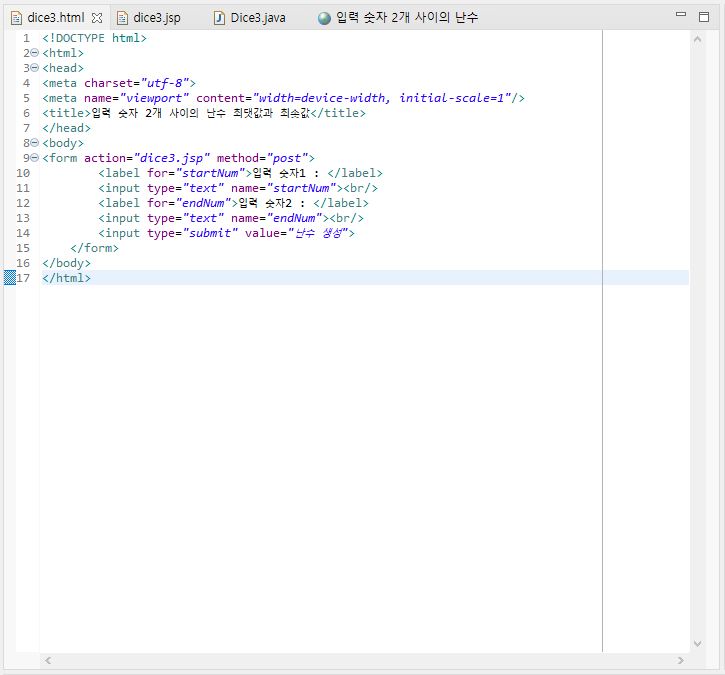 dice3.html dice3.jsp Dice3.java 입력 숫자 2개 사이의 난수
1 <!DOCTYPE html>
2 <html>
3 <head>
4 <meta charset="utf-8">
5 <meta name="viewport" content="width=device-width, initial-scale=1"/>
6 <title>입력 숫자 2개 사이의 난수 최댓값과 최솟값</title>
7 </head>
8 <body>
9 <form action="dice3.jsp" method="post">
10 <label for="startNum">입력 숫자1 : </label>
11 <input type="text" name="startNum"><br/>
12 <label for="endNum">입력 숫자2 : </label>
13 <input type="text" name="endNum"><br/>
14 <input type="submit" value="난수 생성">
15 </form>
16 </body>
17 </html>